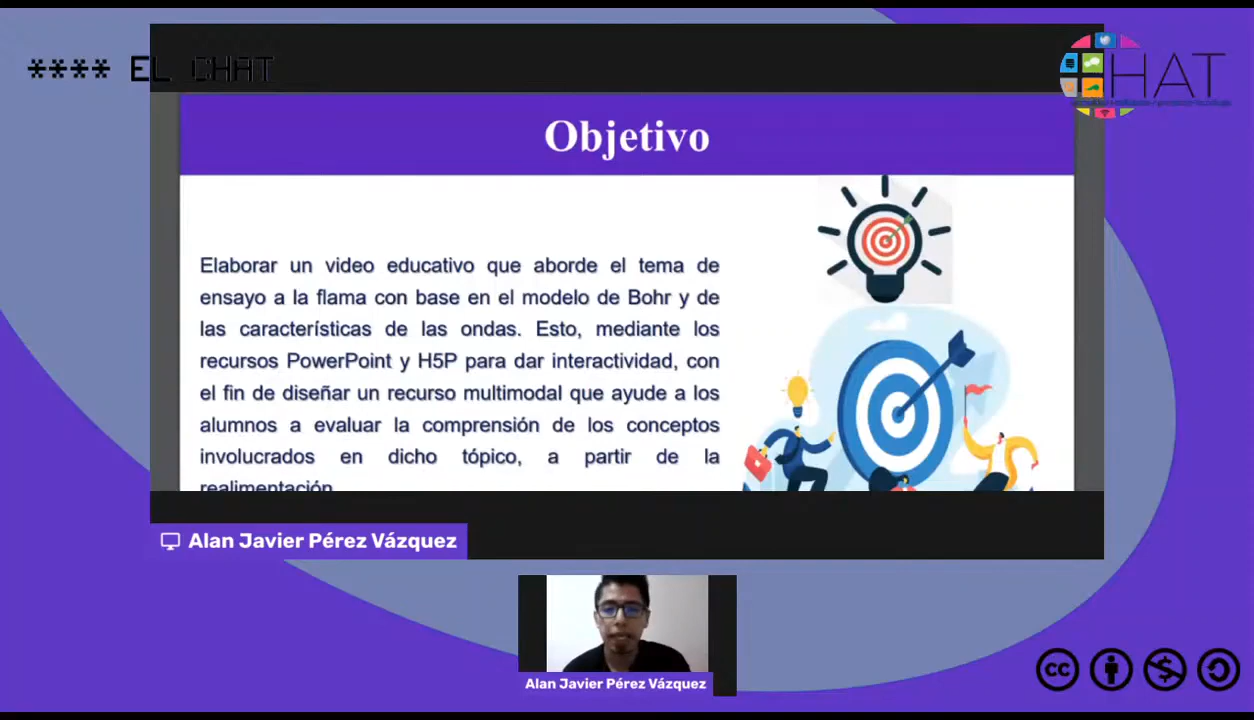 **** EL CHAT
HAT
Objetivo
Elaborar un video educativo que aborde el tema de
ensayo a la flama con base en el modelo de Bohr y de
las características de las ondas. Esto, mediante los
recursos PowerPoint y H5P para dar interactividad, con
el fin de diseñar un recurso multimodal que ayude a los
alumnos a evaluar la comprensión de los conceptos
involucrados en dicho tópico, a partir de la
realimentación
Alan Javier Pérez Vázquez
Alan Javier Pérez Vázquez
cc